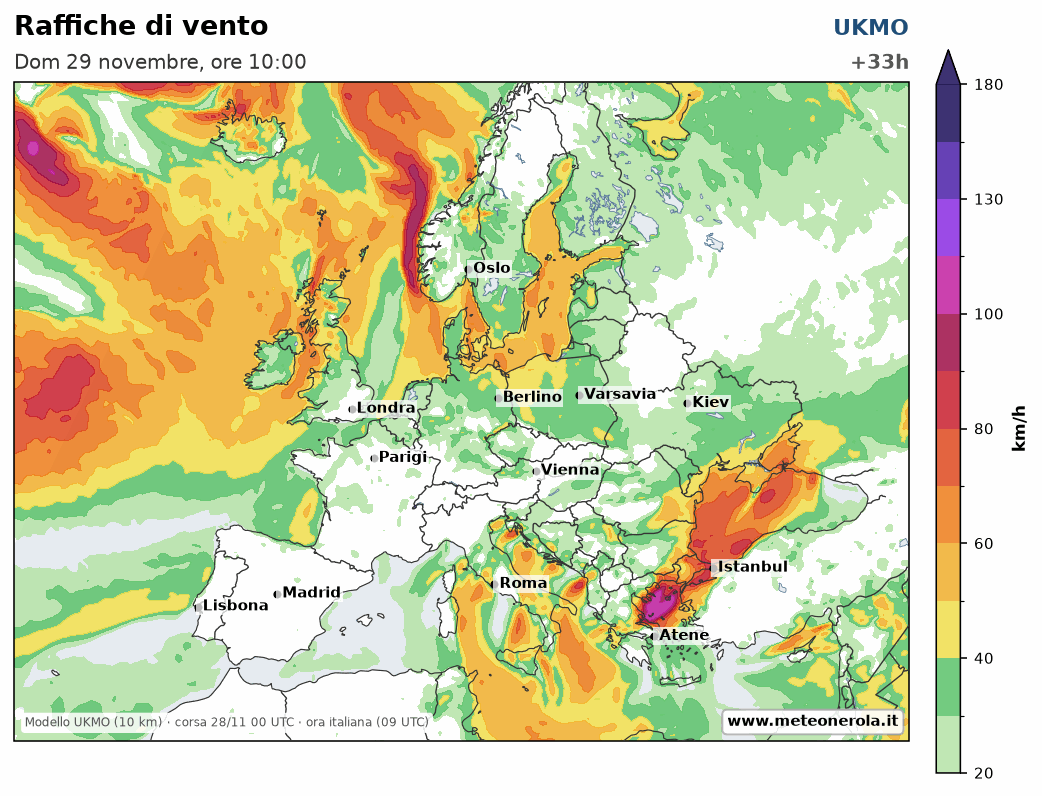 Raffiche di vento
UKMO
Dom 29 novembre, ore 10:00
+33h
180
130
100
80
60
40
20
km/h
Oslo
Berlino
Varsavia
Kiev
Londra
Parigi
Vienna
Istanbul
Roma
Madrid
Lisbona
Atene
Modello UKMO (10 km) · corsa 28/11 00 UTC · ora italiana (09 UTC)
www.meteonerola.it